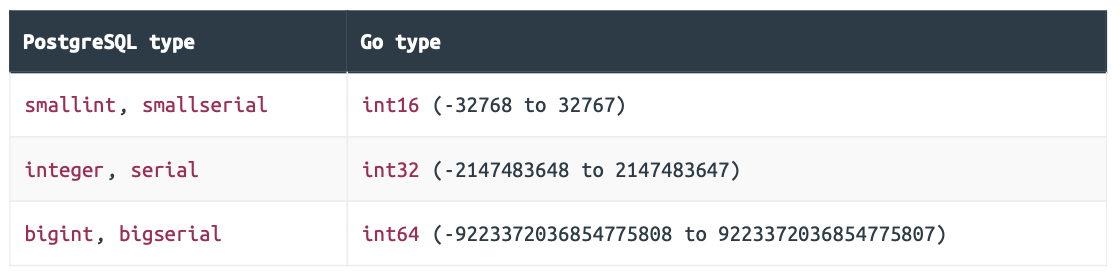 PostgreSQL type Go type
smallint, smallserial int16 (-32768 to 32767)
integer, serial int32 (-2147483648 to 2147483647)
bigint, bigserial int64 (-9223372036854775808 to 9223372036854775807)